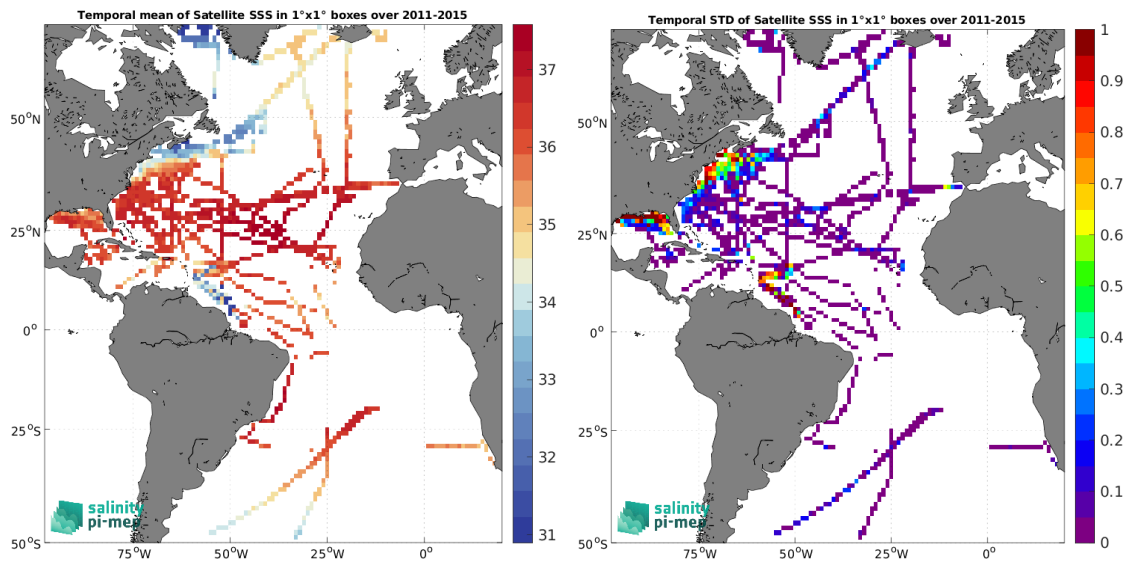 Temporal mean of Satellite SSS in 1°x1° boxes over 2011-2015
50°N
25°N
0°
25°S
50°S
75°W
50°W
25°W
0°
37
36
35
34
33
32
31
salinity
pi-mep
Temporal STD of Satellite SSS in 1°x1° boxes over 2011-2015
50°N
25°N
0°
25°S
50°S
75°W
50°W
25°W
0°
1
0.9
0.8
0.7
0.6
0.5
0.4
0.3
0.2
0.1
0
salinity
pi-mep